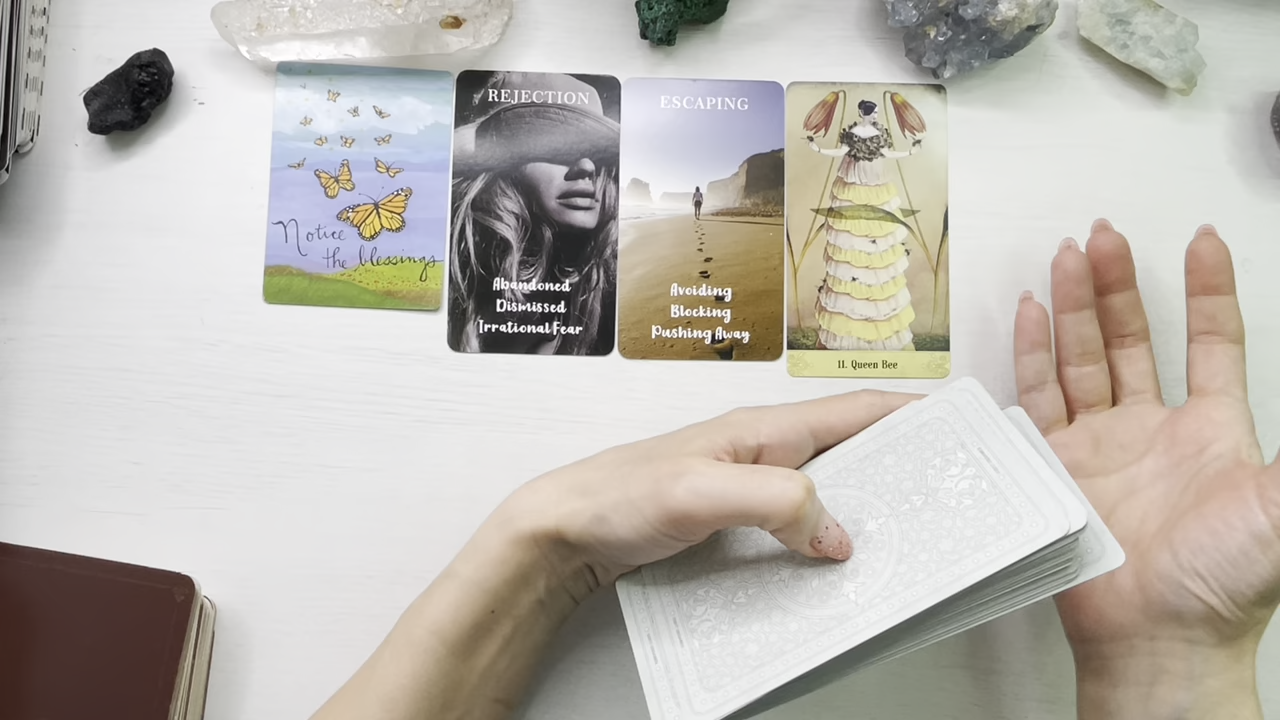 Notice
the blessings
REJECTION
Abandoned
Dismissed
Irrational Fear
ESCAPING
Avoiding
Blocking
Pushing Away
11. Queen Bee